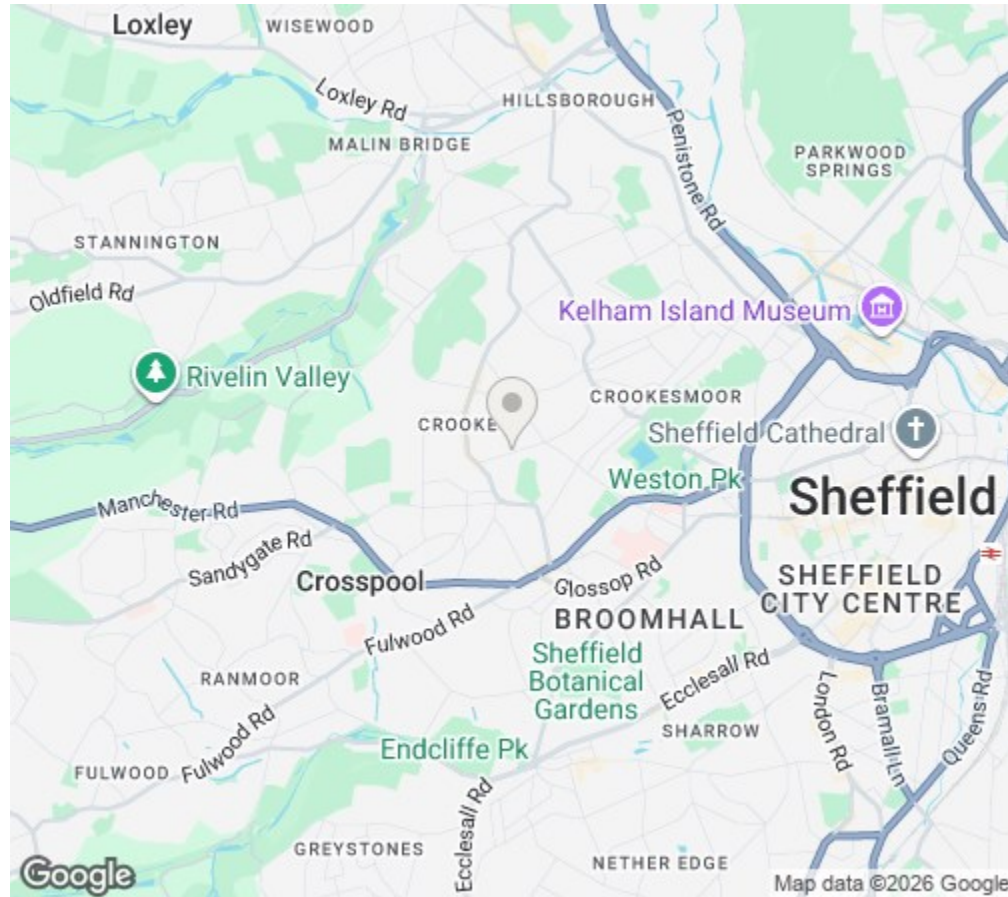 Loxley
WISEWOOD
Loxley Rd
HILLSBOROUGH
MALIN BRIDGE
Penistone Rd
PARKWOOD
SPRINGS
STANNINGTON
Oldfield Rd
Kelham Island Museum
Rivelin Valley
CROOKE
CROOKESMOOR
Sheffield Cathedral
Weston Pk
Manchester Rd
Sheffield
Sandygate Rd
Crosspool
Glossop Rd
SHEFFIELD
CITY CENTRE
Fulwood Rd
BROOMHALL
Sheffield
Botanical
Gardens
Ecclesall Rd
RANMOOR
London Rd
Bramall Ln
Queens Rd
SHARROW
Fulwood Rd
Endcliffe Pk
FULWOOD
Ecclesall Rd
GREYSTONES
NETHER EDGE
Google
Map data ©2026 Google